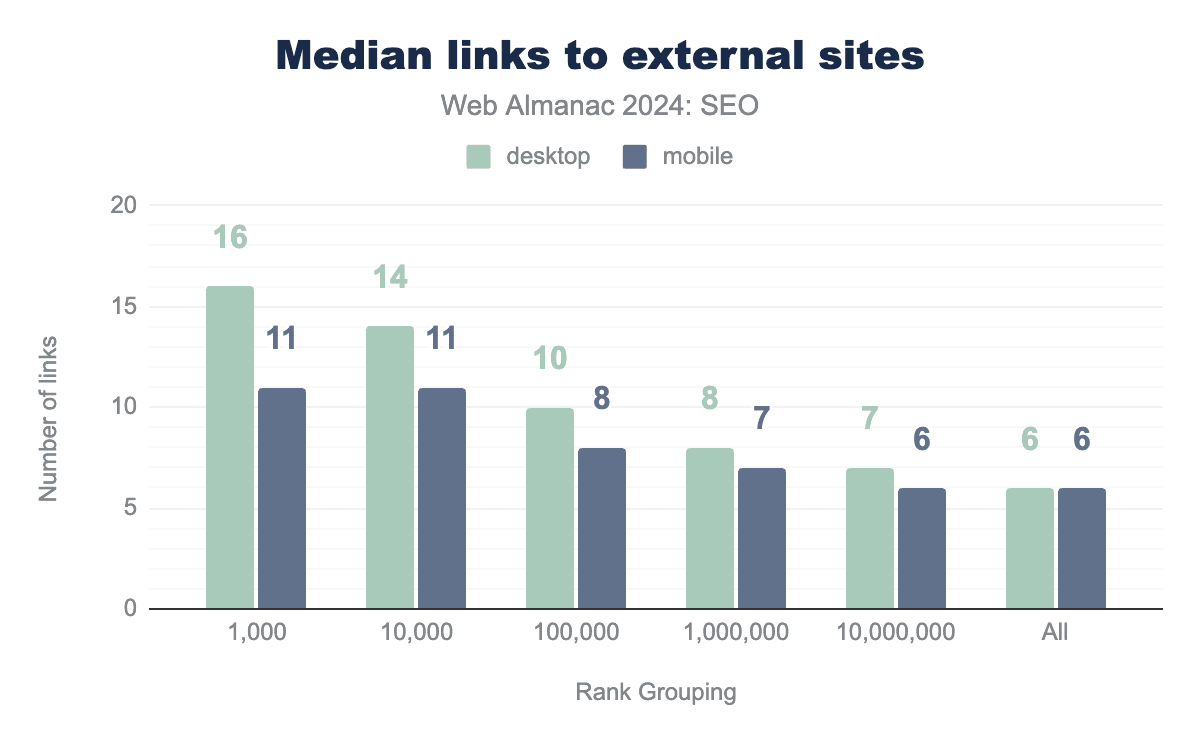 Median links to external sites
Web Almanac 2024: SEO
desktop mobile
Number of links
20
15
10
5
0
16 11 14 11 10 8 8 7 7 6 6 6
1,000 10,000 100,000 1,000,000 10,000,000 All
Rank Grouping